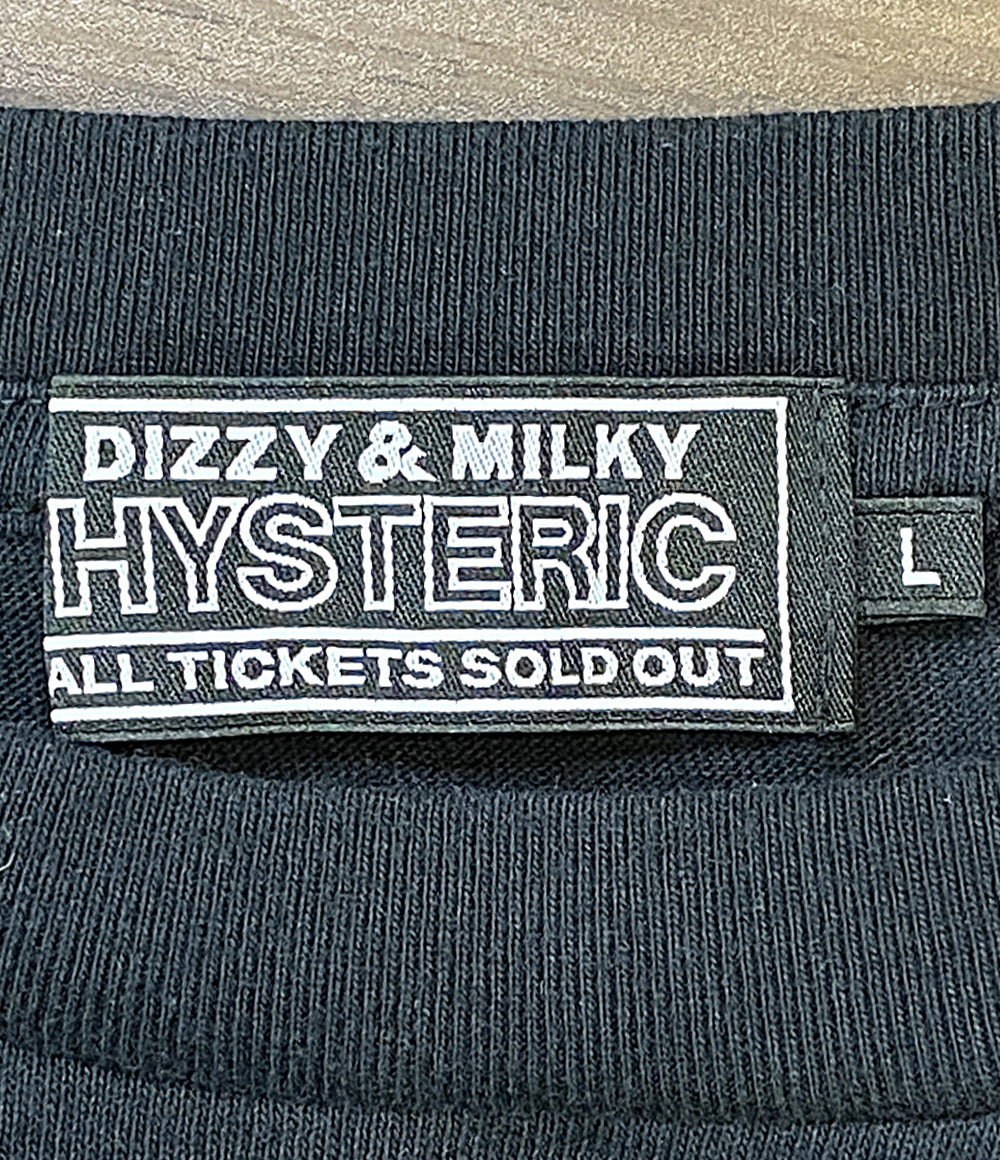 DIZZY & MILKY
HYSTERIC
ALL TICKETS SOLD OUT
L